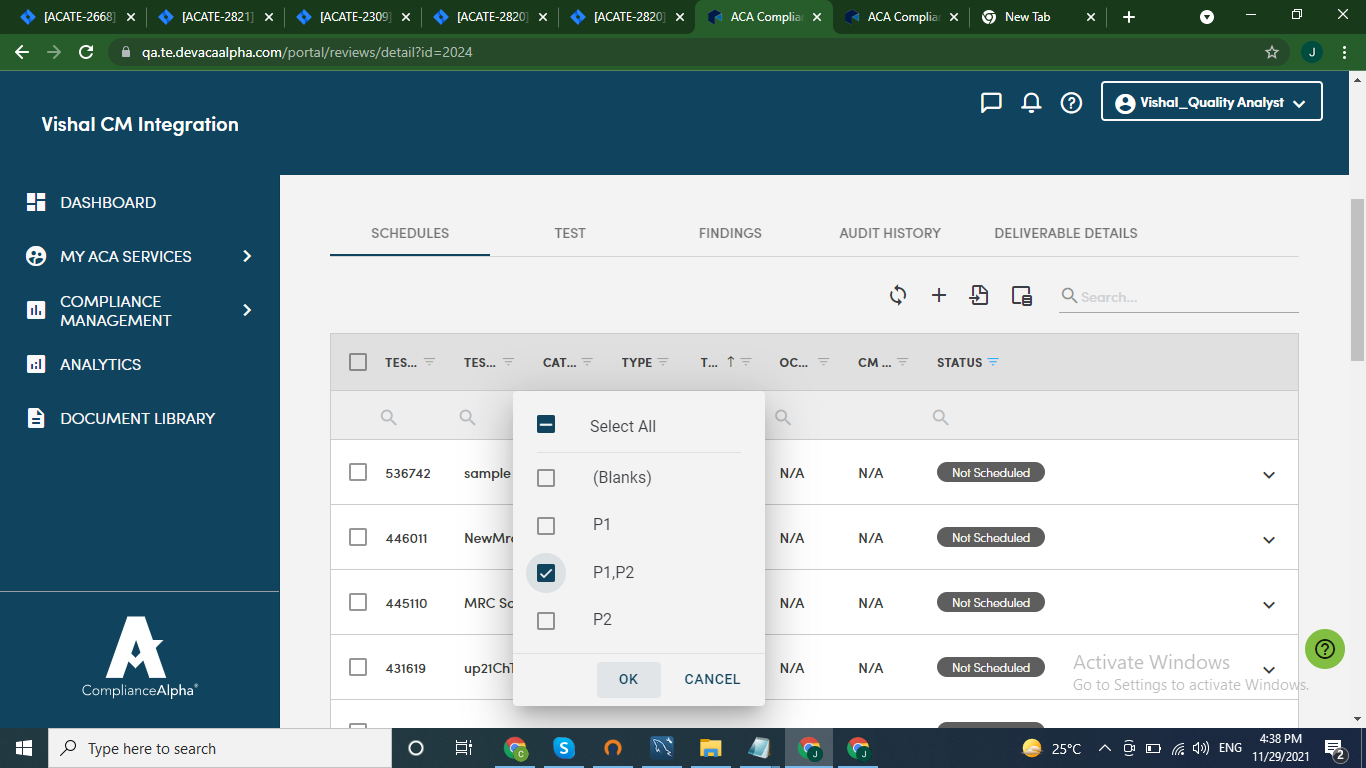 [ACATE-2668]
[ACATE-2821]
[ACATE-2309]
[ACATE-2820]
[ACATE-2820]
ACA Complia
ACA Complia
New Tab
qa.te.devacaalpha.com/portal/reviews/detail?id=2024
J
Vishal CM Integration
Vishal_Quality Analyst
DASHBOARD
MY ACA SERVICES
COMPLIANCE
MANAGEMENT
ANALYTICS
DOCUMENT LIBRARY
ComplianceAlpha®
SCHEDULES TEST FINDINGS AUDIT HISTORY DELIVERABLE DETAILS
Search...
TES... TES... CAT... TYPE T... OC... CM ... STATUS
536742 sample N/A N/A Not Scheduled
446011 NewMr N/A N/A Not Scheduled
445110 MRC Sc N/A N/A Not Scheduled
431619 up21Ch N/A N/A Not Scheduled
Select All
(Blanks)
P1
P1,P2
P2
OK CANCEL
Activate Windows
Go to Settings to activate Windows.
Type here to search
C
S
J
J
25°C
ENG
4:38 PM
11/29/2021
2